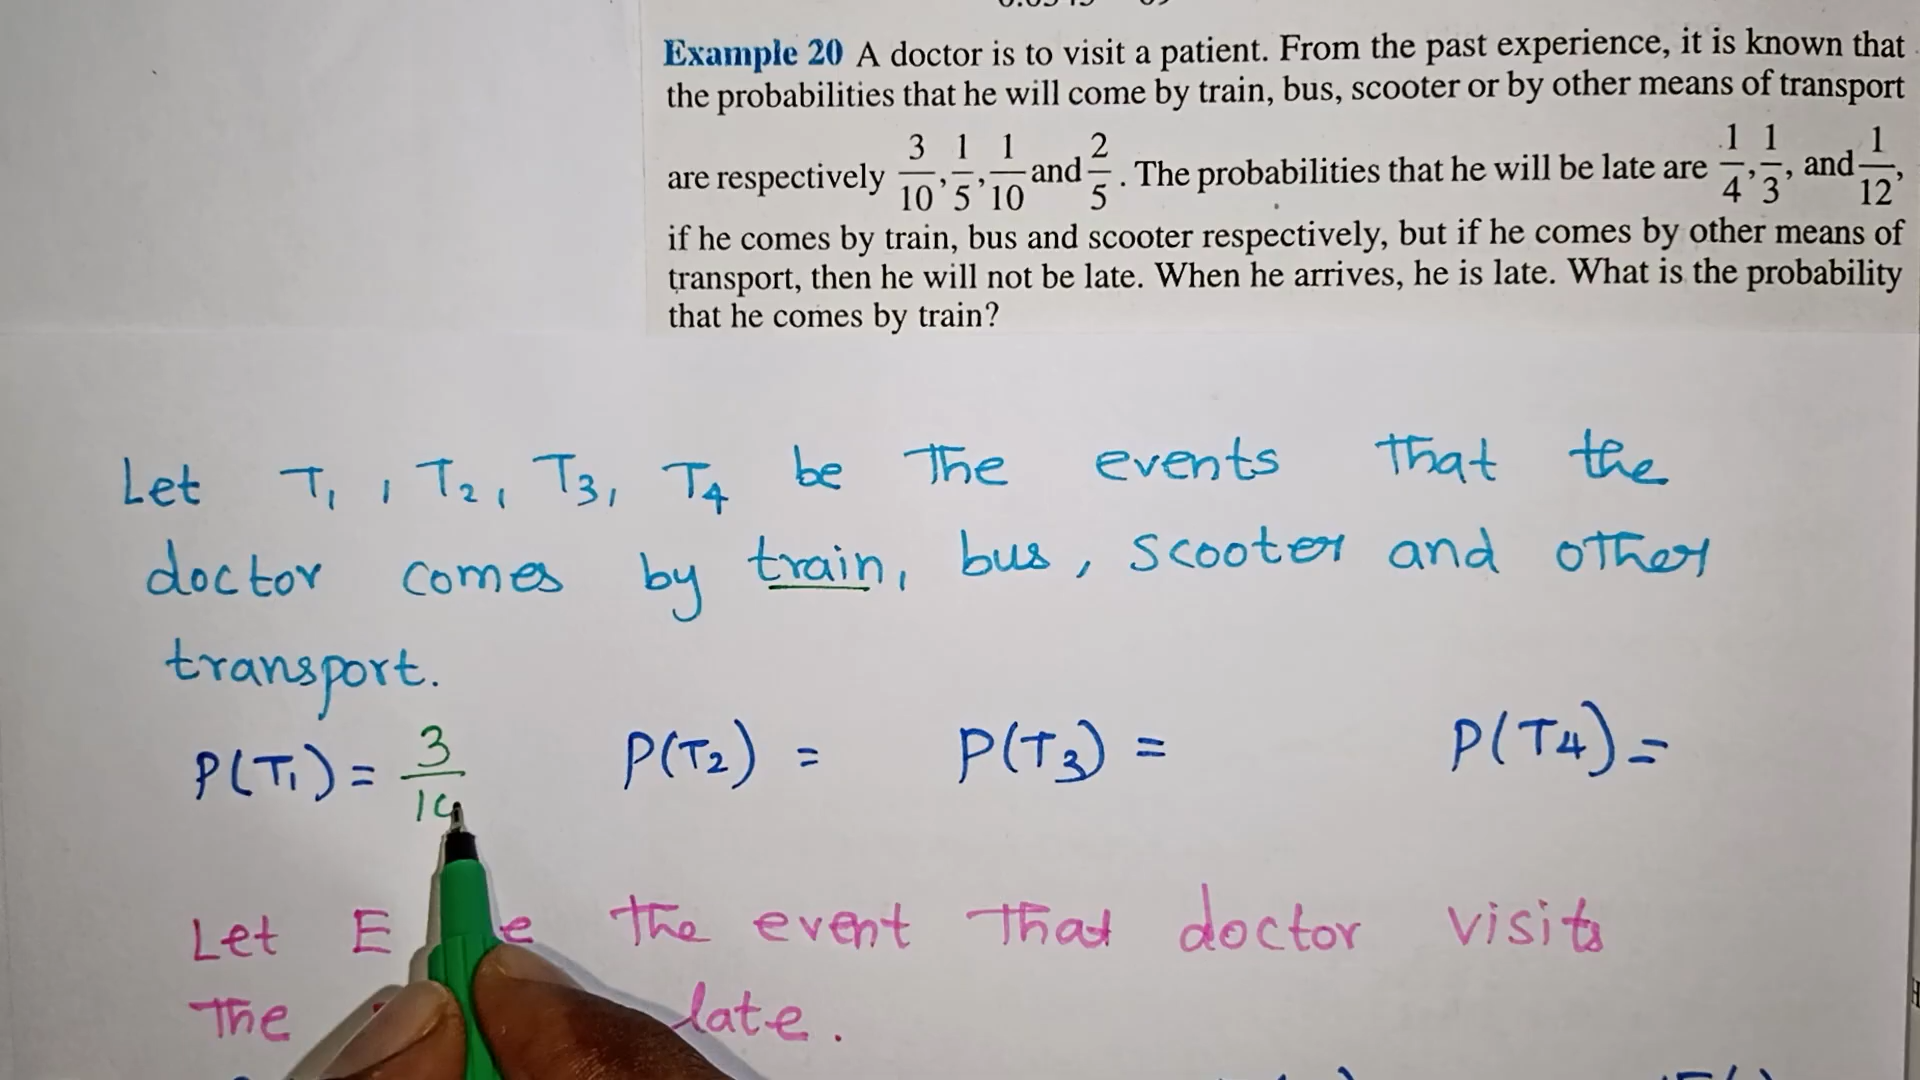 Example 20 A doctor is to visit a patient. From the past experience, it is known that
the probabilities that he will come by train, bus, scooter or by other means of transport
are respectively 3/10, 1/5, 1/10 and 2/5. The probabilities that he will be late are 1/4, 1/3, and 1/12,
if he comes by train, bus and scooter respectively, but if he comes by other means of
transport, then he will not be late. When he arrives, he is late. What is the probability
that he comes by train?
Let T₁, T₂, T₃, T₄ be the events that the
doctor comes by train, bus, scooter and other
transport.
P(T₁) = 3/10 P(T₂) = P(T₃) = P(T₄) =
Let E the event that doctor visits
The late.